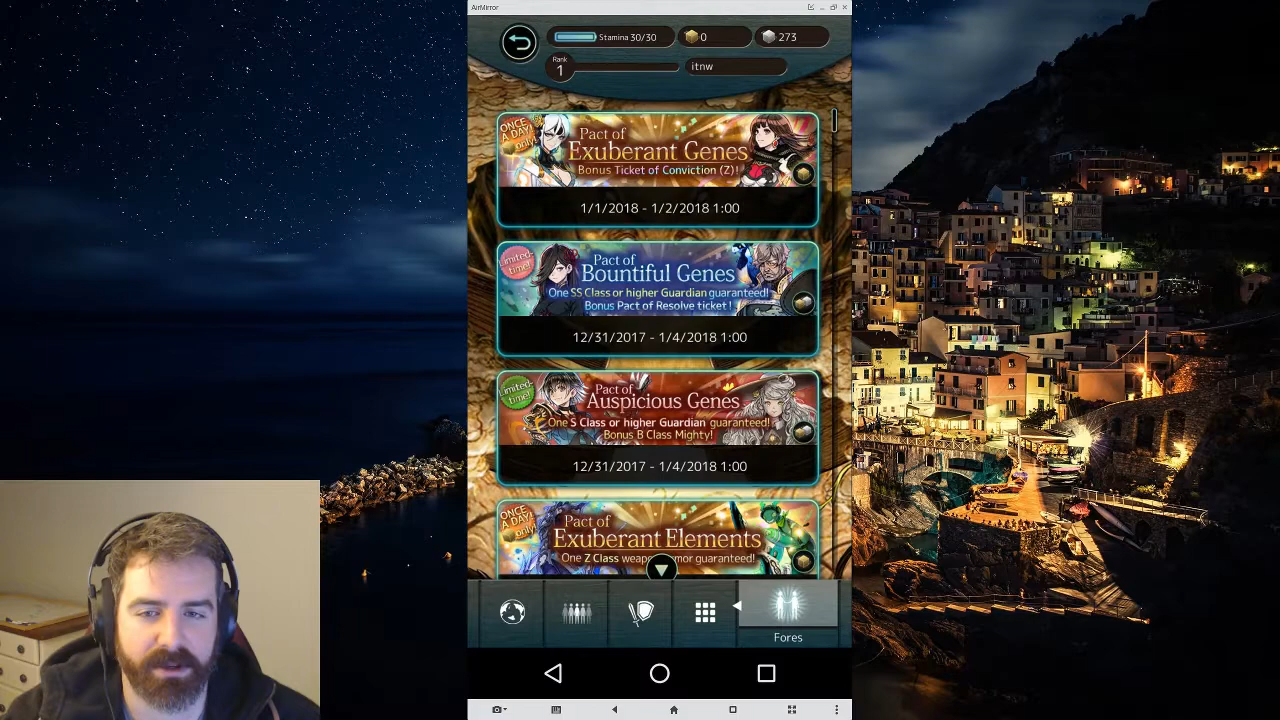 AirMirror
Stamina 30/30
0
273
Rank
1
itnw
ONCE
A DAY
only!
Pact of
Exuberant Genes
Bonus Ticket of Conviction (Z)!
1/1/2018 - 1/2/2018 1:00
Limited-
time!
Pact of
Bountiful Genes
One SS Class or higher Guardian guaranteed!
Bonus Pact of Resolve ticket!
12/31/2017 - 1/4/2018 1:00
Limited-
time!
Pact of
Auspicious Genes
One S Class or higher Guardian guaranteed!
Bonus B Class Mighty!
12/31/2017 - 1/4/2018 1:00
ONCE
A DAY
only!
Pact of
Exuberant Elements
One Z Class guaranteed!
Fores